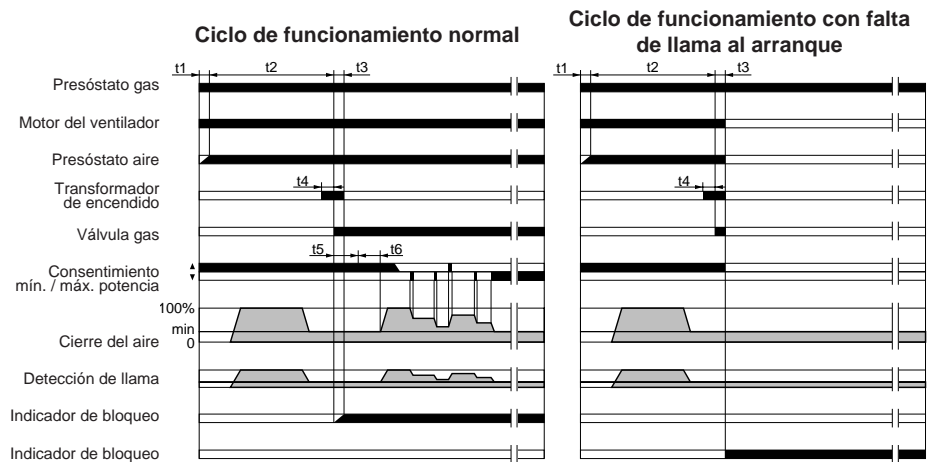 Ciclo de funcionamiento normal
Ciclo de funcionamiento con falta
de llama al arranque
t1 t2 t3
t1 t2 t3
Presóstato gas
Motor del ventilador
Presóstato aire
Transformador
de encendido
t4
t4
Válvula gas
t5 t6
Consentimiento
mín. / máx. potencia
100%
min
0
Cierre del aire
Detección de llama
Indicador de bloqueo
Indicador de bloqueo